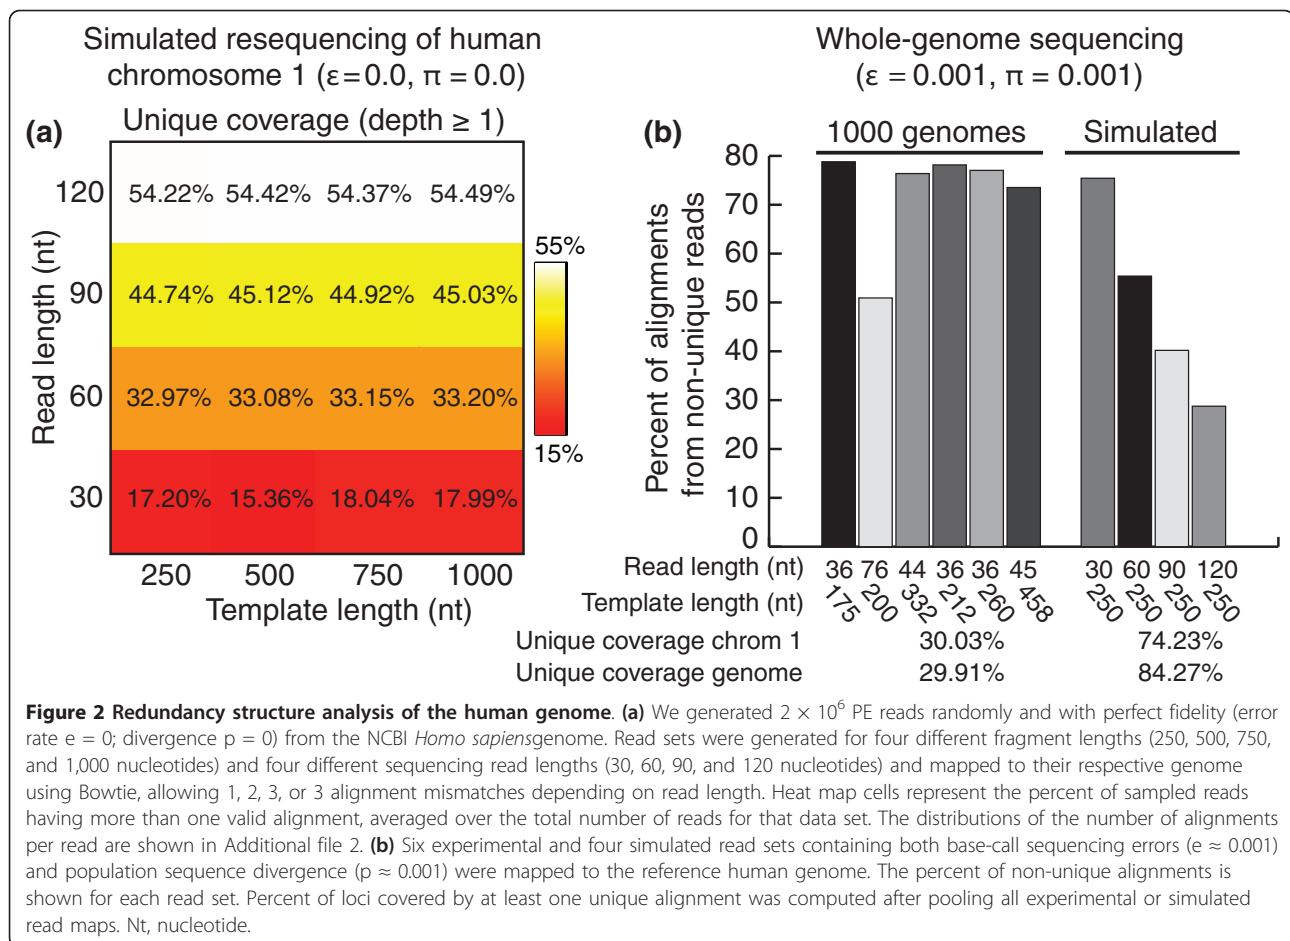 Simulated resequencing of human
chromosome 1 (ε=0.0, π = 0.0)
(a)
Unique coverage (depth ≥ 1)
Read length (nt)
120
54.22% 54.42% 54.37% 54.49%
90
44.74% 45.12% 44.92% 45.03%
60
32.97% 33.08% 33.15% 33.20%
30
17.20% 15.36% 18.04% 17.99%
250 500 750 1000
Template length (nt)
55%
15%
Whole-genome sequencing
(ε = 0.001, π = 0.001)
(b)
1000 genomes Simulated
Percent of alignments
from non-unique reads
80
70
60
50
40
30
20
10
0
Read length (nt) 36 76 44 36 36 45 30 60 90 120
Template length (nt) 175 200 332 212 260 458 250 250 250 250
Unique coverage chrom 1 30.03% 74.23%
Unique coverage genome 29.91% 84.27%
Figure 2 Redundancy structure analysis of the human genome. (a) We generated 2 × 10⁶ PE reads randomly and with perfect fidelity (error
rate e = 0; divergence p = 0) from the NCBI Homo sapiensgenome. Read sets were generated for four different fragment lengths (250, 500, 750,
and 1,000 nucleotides) and four different sequencing read lengths (30, 60, 90, and 120 nucleotides) and mapped to their respective genome
using Bowtie, allowing 1, 2, 3, or 3 alignment mismatches depending on read length. Heat map cells represent the percent of sampled reads
having more than one valid alignment, averaged over the total number of reads for that data set. The distributions of the number of alignments
per read are shown in Additional file 2. (b) Six experimental and four simulated read sets containing both base-call sequencing errors (e ≈ 0.001)
and population sequence divergence (p ≈ 0.001) were mapped to the reference human genome. The percent of non-unique alignments is
shown for each read set. Percent of loci covered by at least one unique alignment was computed after pooling all experimental or simulated
read maps. Nt, nucleotide.